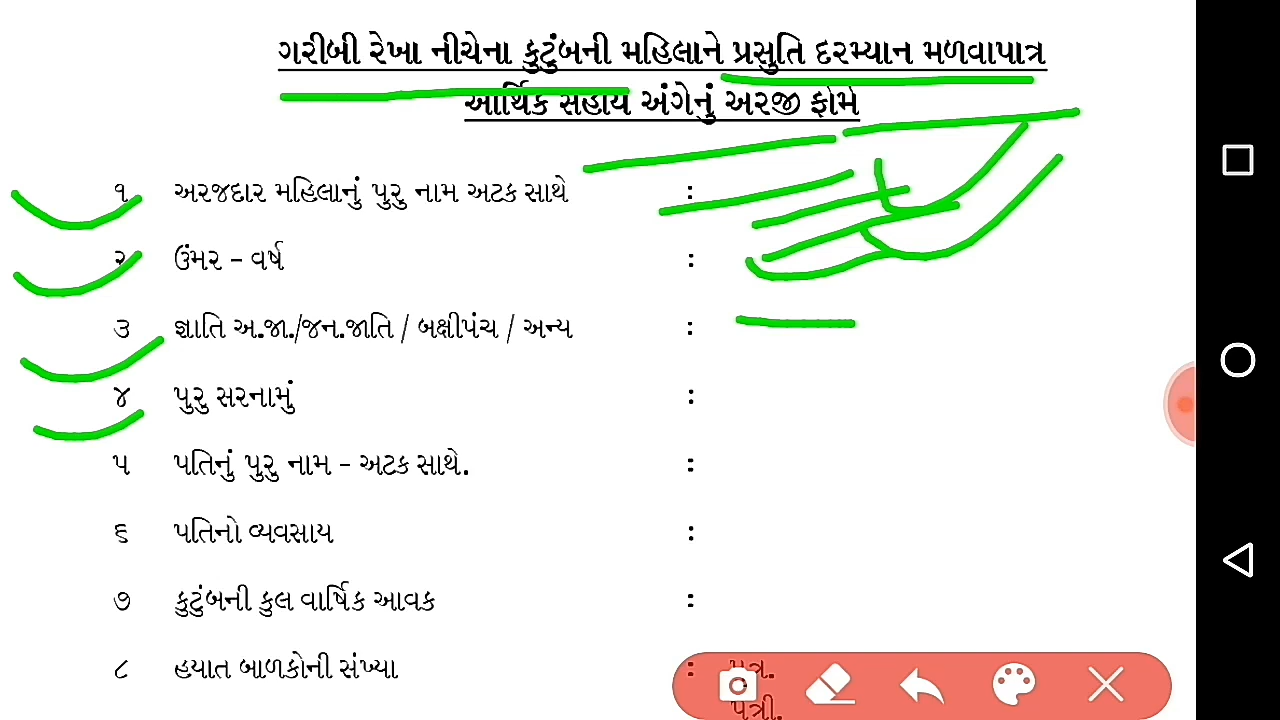 ગરીબી રેખા નીચેના કુટુંબની મહિલાને પ્રસુતિ દરમ્યાન મળવાપાત્ર
આર્થિક સહાય અંગેનું અરજી ફોર્મ
૧ અરજદાર મહિલાનું પુરુ નામ અટક સાથે :
૨ ઉંમર - વર્ષ :
૩ જ્ઞાતિ અ.જા./જન.જાતિ / બક્ષીપંચ / અન્ય :
૪ પુરુ સરનામું :
૫ પતિનું પુરુ નામ - અટક સાથે. :
૬ પતિનો વ્યવસાય :
૭ કુટુંબની કુલ વાર્ષિક આવક :
૮ હયાત બાળકોની સંખ્યા : પુત્ર.
પુત્રી.